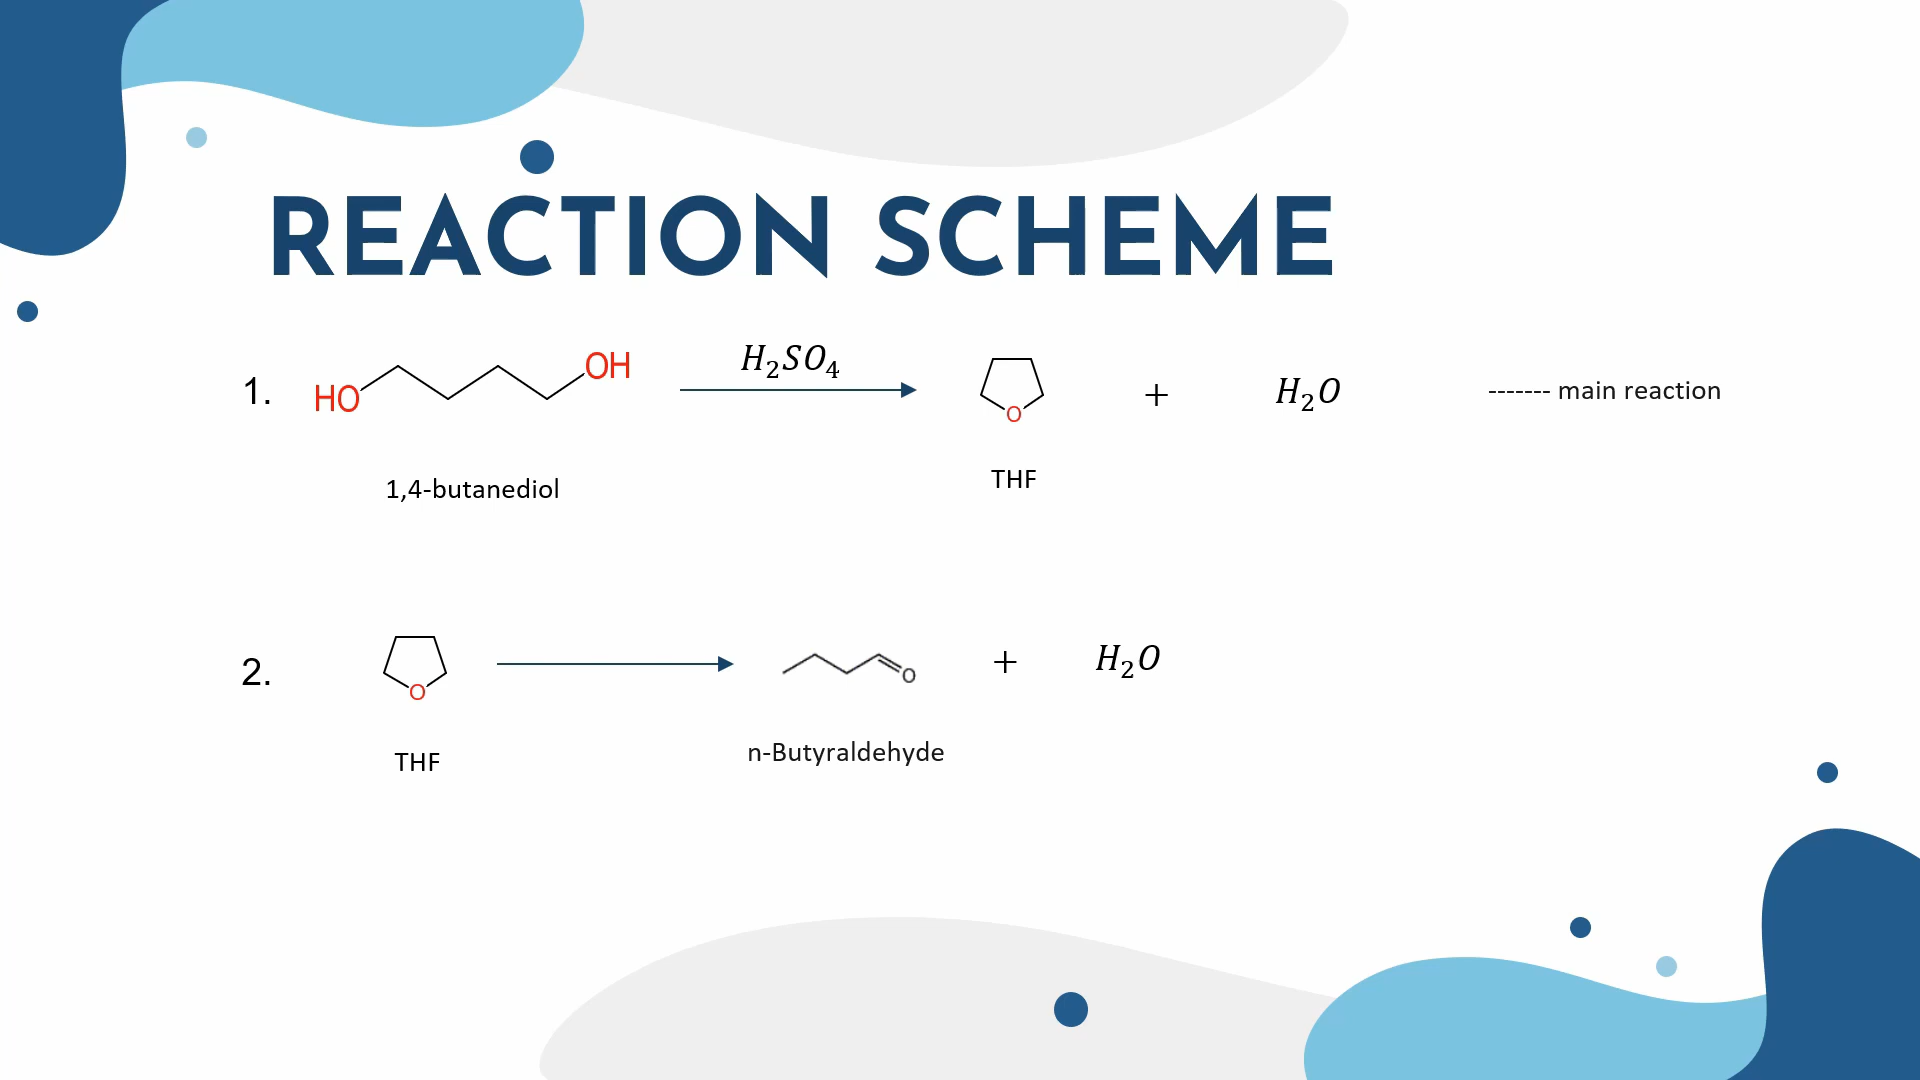 REACTION SCHEME
1. HO OH H₂SO₄ O + H₂O ------- main reaction
1,4-butanediol THF
2. O O + H₂O
THF n-Butyraldehyde